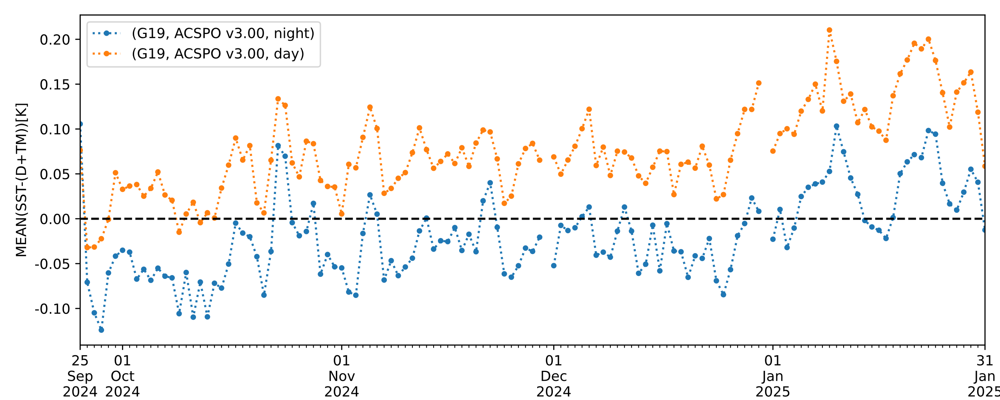 (G19, ACSPO v3.00, night)
(G19, ACSPO v3.00, day)
MEAN(SST-(D+TM))[K]
0.20
0.15
0.10
0.05
0.00
-0.05
-0.10
25 01 01 01 01 31
Sep Oct Nov Dec Jan Jan
2024 2024 2024 2024 2025 2025